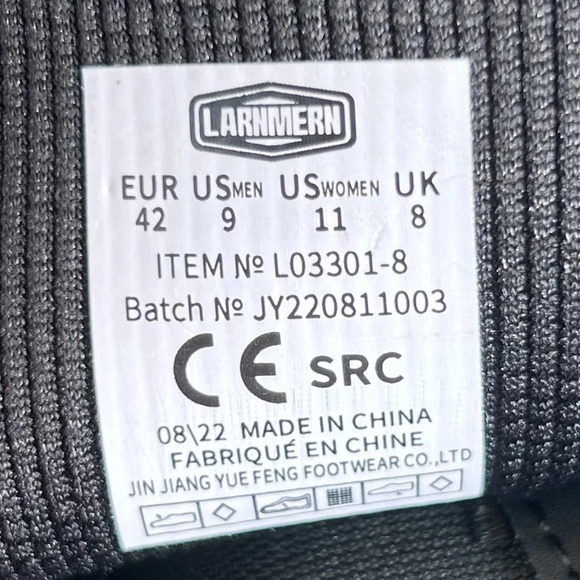 LARNMERN
EUR USMEN USWOMEN UK
42 9 11 8
ITEM № L03301-8
Batch № JY220811003
CE SRC
08\22 MADE IN CHINA
FABRIQUÉ EN CHINE
JIN JIANG YUE FENG FOOTWEAR CO.,LTD